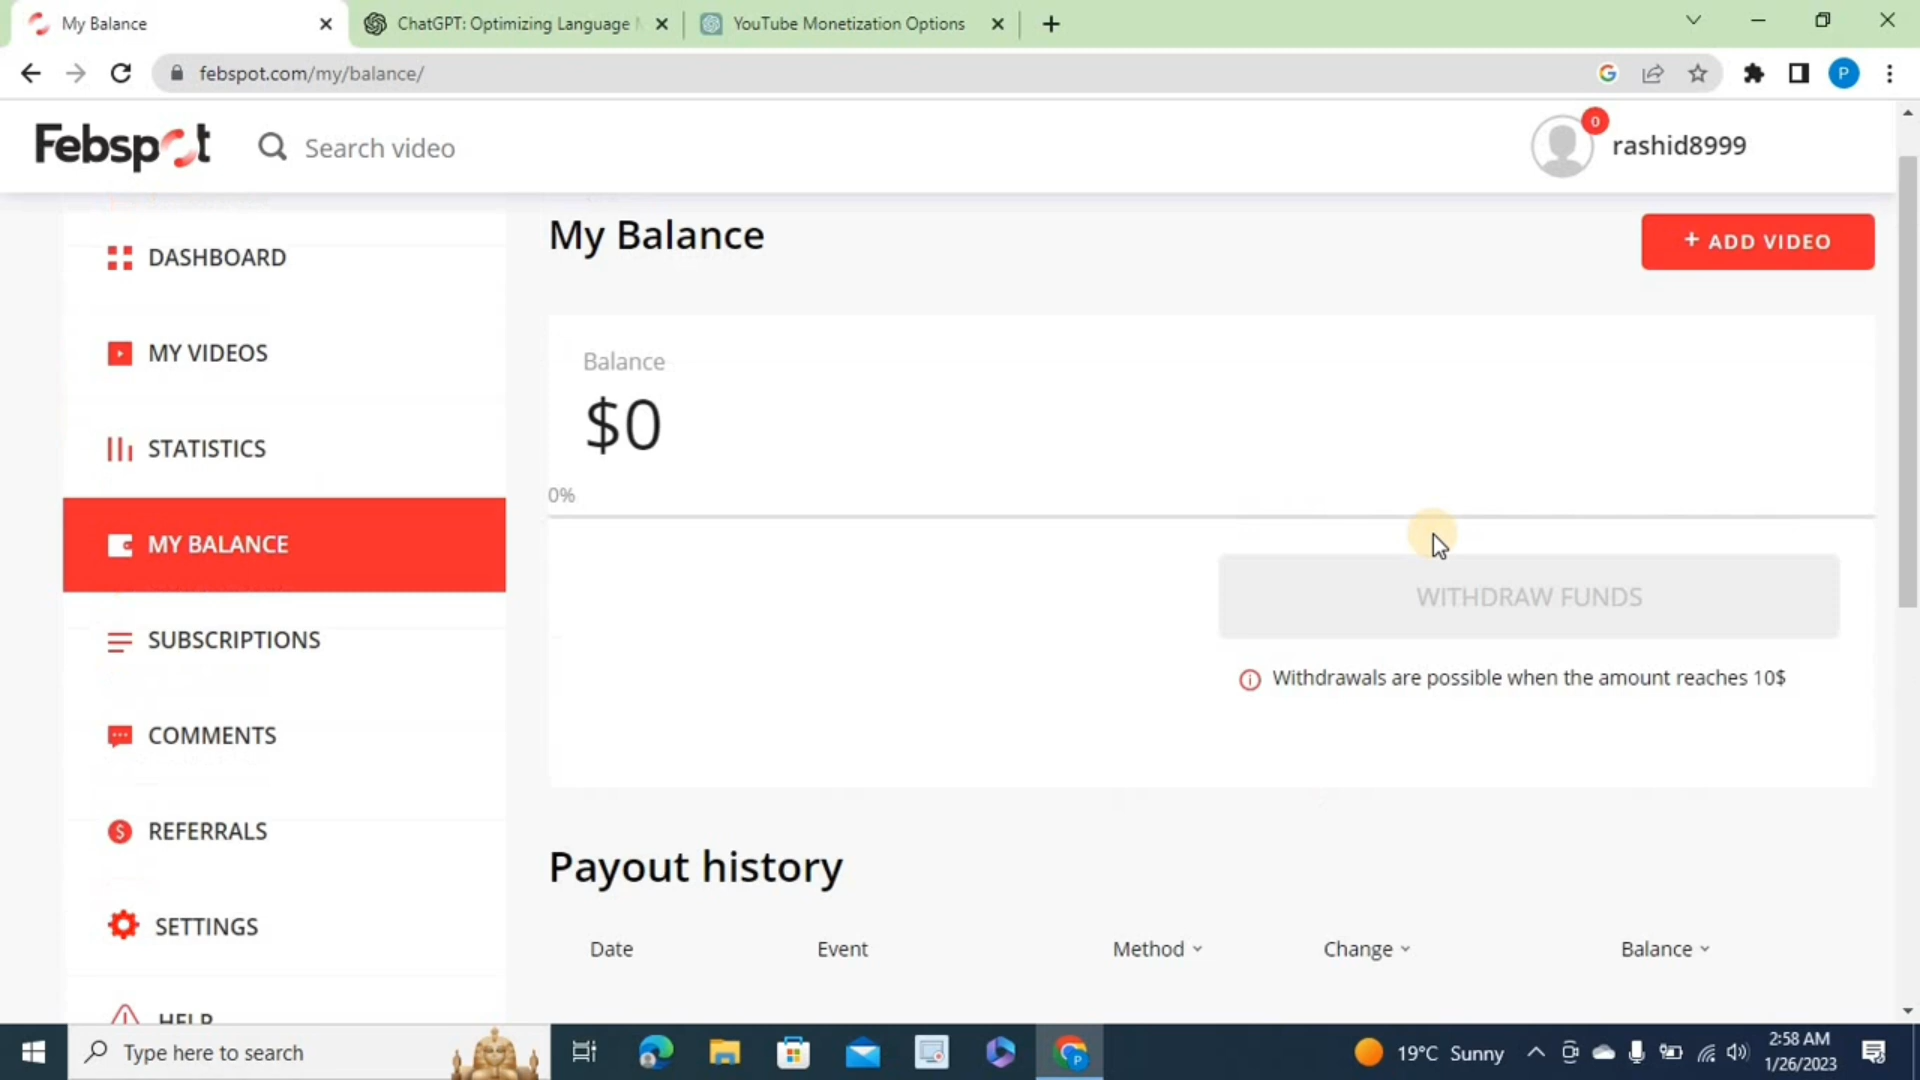 My Balance
ChatGPT: Optimizing Language
YouTube Monetization Options
febspot.com/my/balance/
P
Febspot
Search video
0
rashid8999
DASHBOARD
MY VIDEOS
STATISTICS
MY BALANCE
SUBSCRIPTIONS
COMMENTS
REFERRALS
SETTINGS
HELP
My Balance
+ ADD VIDEO
Balance
$0
0%
WITHDRAW FUNDS
Withdrawals are possible when the amount reaches 10$
Payout history
Date Event Method Change Balance
Type here to search
19°C Sunny
2:58 AM
1/26/2023